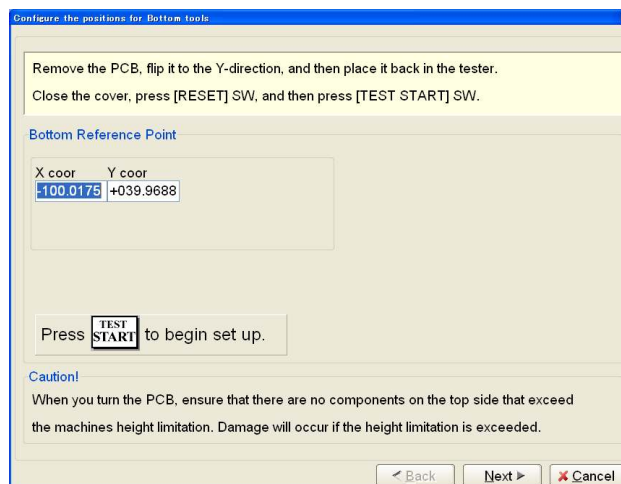 Configure the positions for Bottom tools
Remove the PCB, flip it to the Y-direction, and then place it back in the tester.
Close the cover, press [RESET] SW, and then press [TEST START] SW.
Bottom Reference Point
X coor Y coor
-100.0175 +039.9688
Press TEST START to begin set up.
Caution!
When you turn the PCB, ensure that there are no components on the top side that exceed
the machines height limitation. Damage will occur if the height limitation is exceeded.
Back Next Cancel